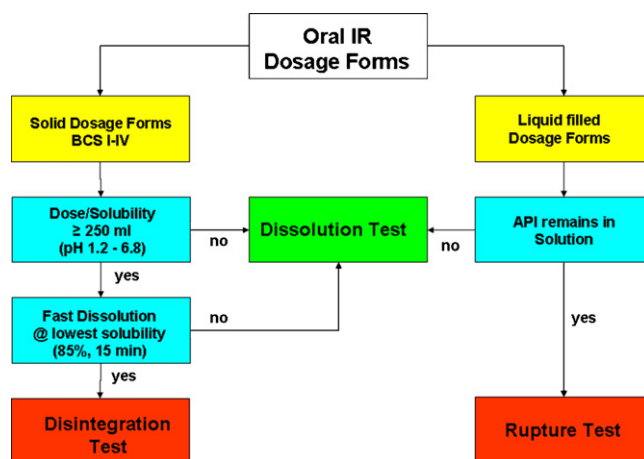 Oral IR
Dosage Forms
Solid Dosage Forms
BCS I-IV
Liquid filled
Dosage Forms
Dose/Solubility
≥ 250 ml
(pH 1.2 - 6.8)
no
Dissolution Test
no
API remains in
Solution
yes
Fast Dissolution
@ lowest solubility
(85%, 15 min)
no
yes
yes
Disintegration
Test
Rupture Test